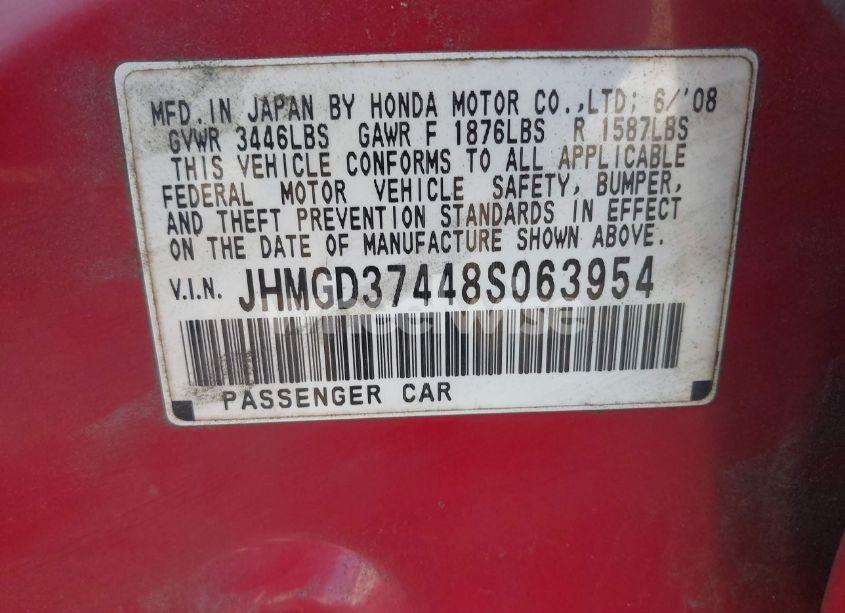 MFD.IN JAPAN BY HONDA MOTOR CO.,LTD; 6/'08
GVWR 3446LBS GAWR F 1876LBS R 1587LBS
THIS VEHICLE CONFORMS TO ALL APPLICABLE
FEDERAL MOTOR VEHICLE SAFETY, BUMPER,
AND THEFT PREVENTION STANDARDS IN EFFECT
ON THE DATE OF MANUFACTURE SHOWN ABOVE.
V.I.N. JHMGD37448S063954
PASSENGER CAR